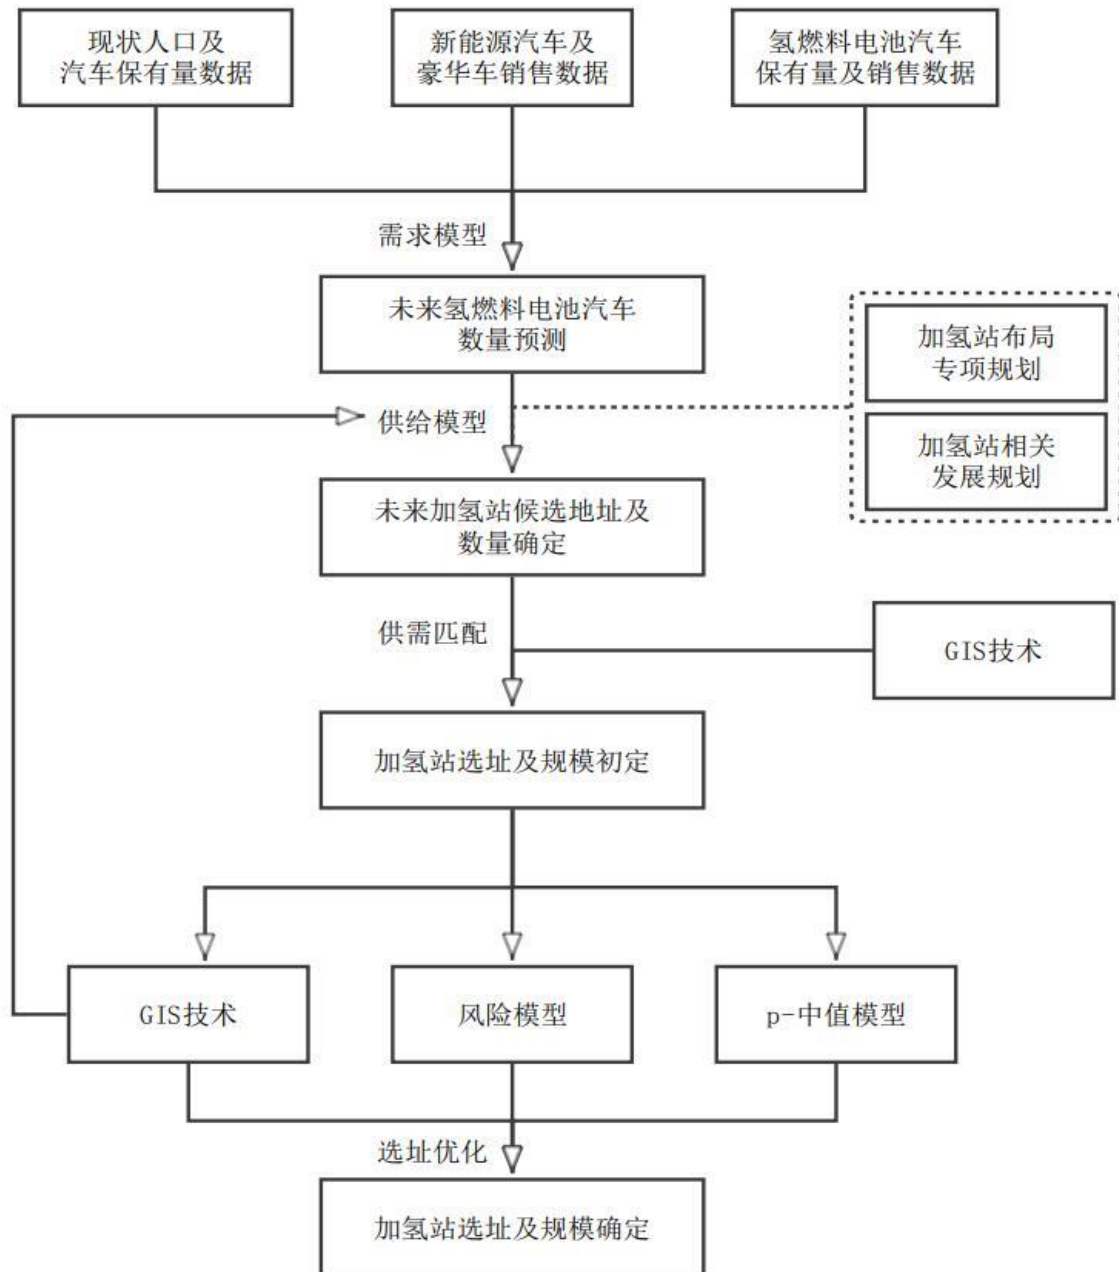 现状人口及
汽车保有量数据
新能源汽车及
豪华车销售数据
氢燃料电池汽车
保有量及销售数据
需求模型
未来氢燃料电池汽车
数量预测
加氢站布局
专项规划
供给模型
加氢站相关
发展规划
未来加氢站候选地址及
数量确定
供需匹配
GIS技术
加氢站选址及规模初定
GIS技术
风险模型
p-中值模型
选址优化
加氢站选址及规模确定